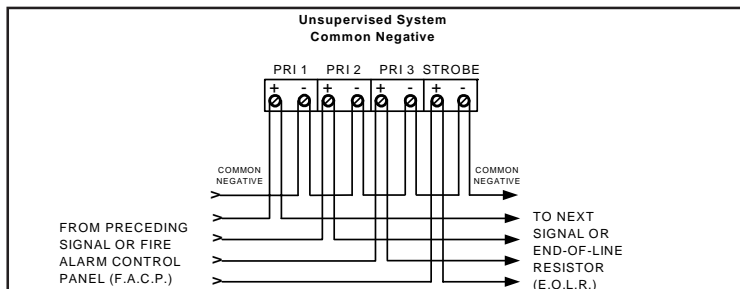 Unsupervised System
Common Negative
PRI 1 PRI 2 PRI 3 STROBE
+ - + - + - + -
COMMON
NEGATIVE
COMMON
NEGATIVE
FROM PRECEDING
SIGNAL OR FIRE
ALARM CONTROL
PANEL (F.A.C.P.)
TO NEXT
SIGNAL OR
END-OF-LINE
RESISTOR
(E.O.L.R.)